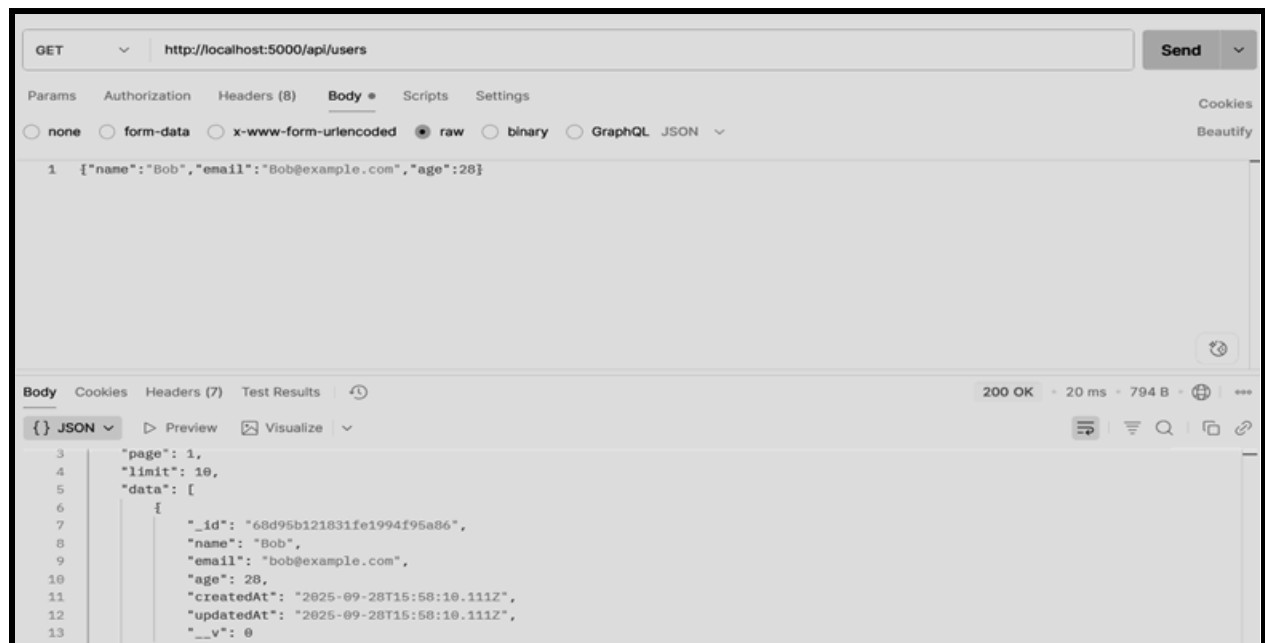 GET http://localhost:5000/api/users Send
Params Authorization Headers (8) Body Scripts Settings Cookies
none form-data x-www-form-urlencoded raw binary GraphQL JSON Beautify
1 {"name":"Bob","email":"Bob@example.com","age":28}
Body Cookies Headers (7) Test Results 200 OK 20 ms 794 B
{} JSON Preview Visualize
3 "page": 1,
4 "limit": 10,
5 "data": [
6 {
7 "_id": "68d95b121831fe1994f95a86",
8 "name": "Bob",
9 "email": "bob@example.com",
10 "age": 28,
11 "createdAt": "2025-09-28T15:58:10.111Z",
12 "updatedAt": "2025-09-28T15:58:10.111Z",
13 "__v": 0